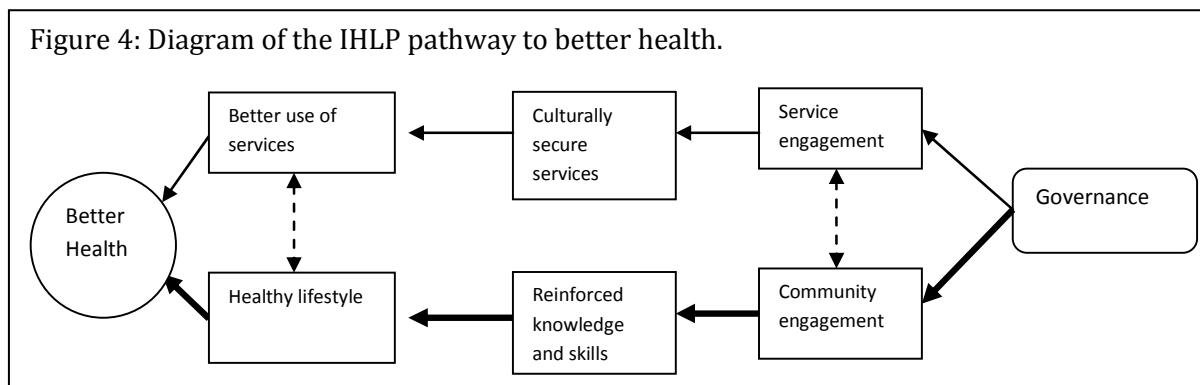 Figure 4: Diagram of the IHLP pathway to better health.
Better use of
services
Culturally
secure
services
Service
engagement
Governance
Better
Health
Healthy lifestyle
Reinforced
knowledge
and skills
Community
engagement